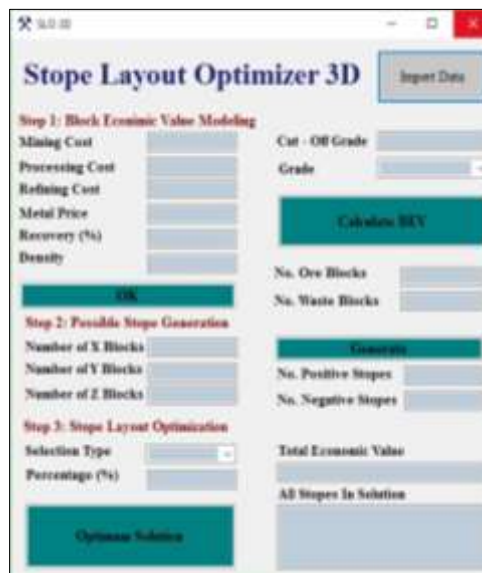 SLO 3D
Stope Layout Optimizer 3D
Import Data
Step 1: Block Econimic Value Modeling
Mining Cost
Cut - Off Grade
Processing Cost
Grade
Refining Cost
Metal Price
Calculate BEV
Recovery (%)
Density
No. Ore Blocks
OK
No. Waste Blocks
Step 2: Possible Stope Generation
Number of X Blocks
Generate
Number of Y Blocks
No. Positive Stopes
Number of Z Blocks
No. Negative Stopes
Step 3: Stope Layout Optimization
Selection Type
Total Economic Value
Percentage (%)
All Stopes In Solution
Optimum Solution